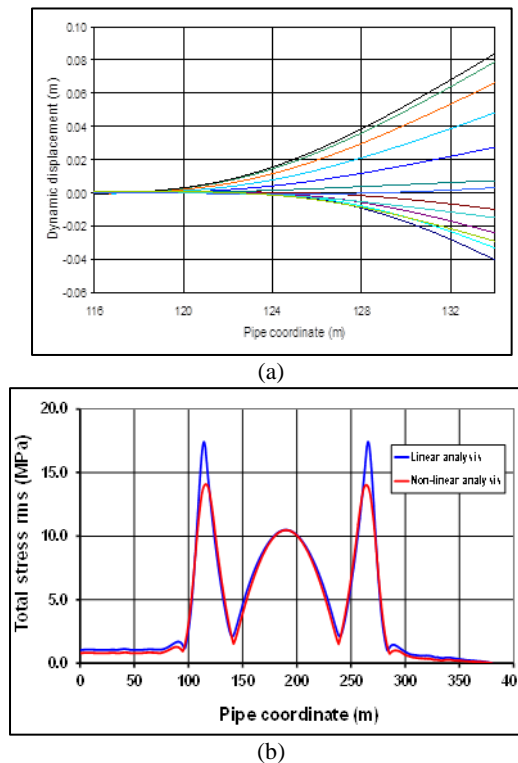 0.10
0.08
0.06
0.04
0.02
0.00
-0.02
-0.04
-0.06
Dynamic displacement (m)
116 120 124 128 132
Pipe coordinate (m)
(a)
20.0
15.0
10.0
5.0
0.0
Total stress rms (MPa)
Linear analysis
Non-linear analysis
0 50 100 150 200 250 300 350 40
Pipe coordinate (m)
(b)